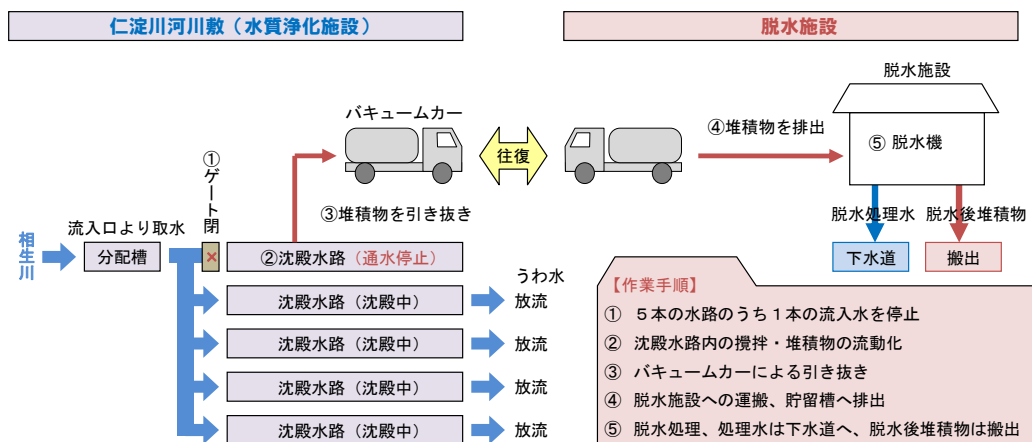 仁淀川河川敷（水質浄化施設）
脱水施設
脱水施設
バキュームカー
④堆積物を排出
⑤ 脱水機
往復
①ゲート閉
③堆積物を引き抜き
脱水処理水
脱水後堆積物
流入口より取水
相生川
分配槽
×
②沈殿水路（通水停止）
下水道
搬出
うわ水
沈殿水路（沈殿中）
放流
沈殿水路（沈殿中）
放流
沈殿水路（沈殿中）
放流
沈殿水路（沈殿中）
放流
【作業手順】
① ５本の水路のうち１本の流入水を停止
② 沈殿水路内の攪拌・堆積物の流動化
③ バキュームカーによる引き抜き
④ 脱水施設への運搬、貯留槽へ排出
⑤ 脱水処理、処理水は下水道へ、脱水後堆積物は搬出